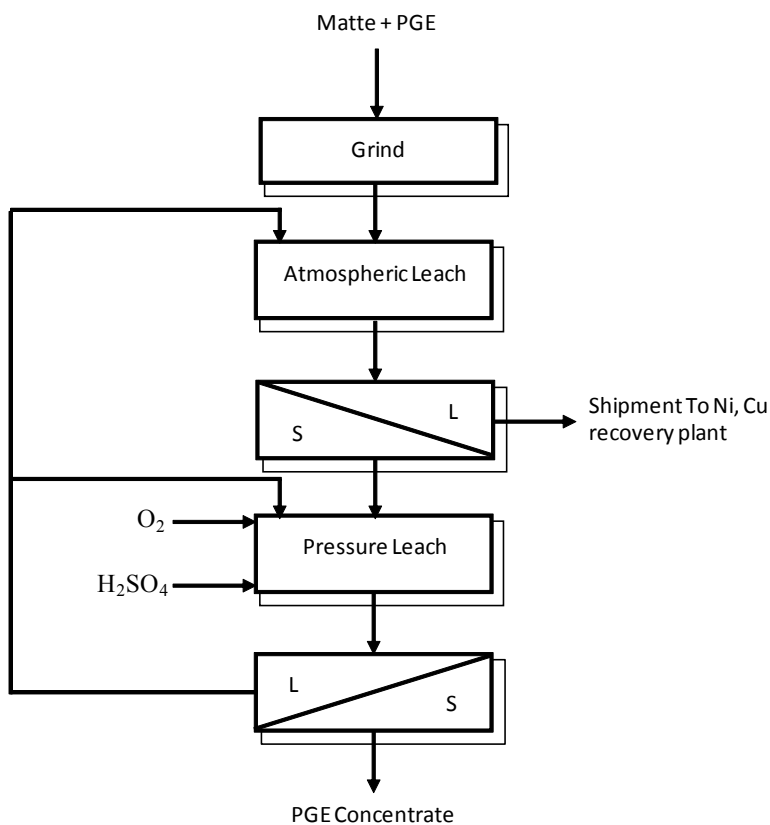 Matte + PGE
Grind
Atmospheric Leach
L
S
Shipment To Ni, Cu
recovery plant
O₂
Pressure Leach
H₂SO₄
L
S
PGE Concentrate